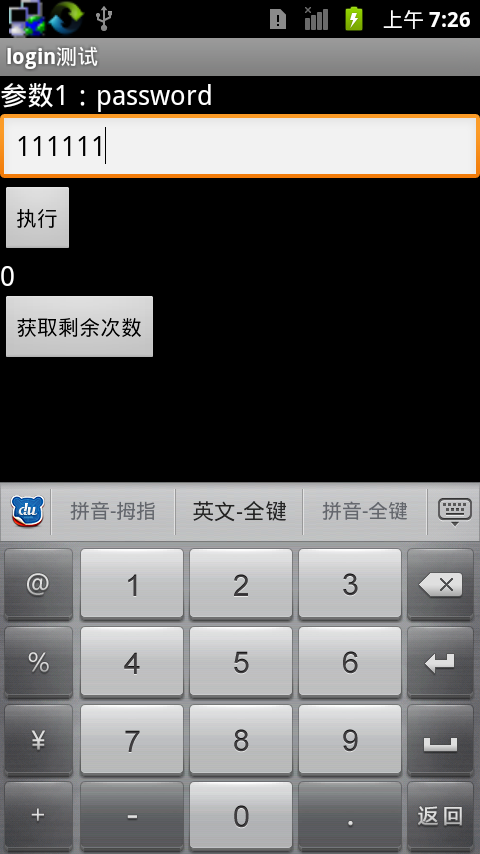 上午 7:26
login测试
参数1：password
111111
执行
0
获取剩余次数
du 拼音-拇指 英文-全键 拼音-全键
@ 1 2 3
% 4 5 6
¥ 7 8 9
+ - 0 . 返回